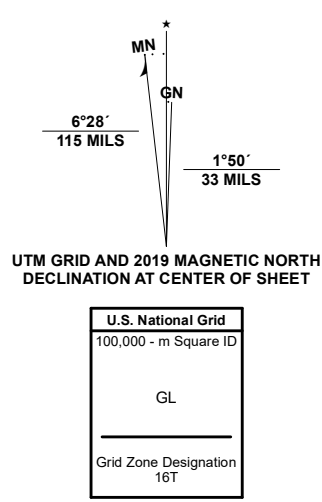 ★
MN
GN
6°28´
115 MILS
1°50´
33 MILS
UTM GRID AND 2019 MAGNETIC NORTH
DECLINATION AT CENTER OF SHEET
U.S. National Grid
100,000 - m Square ID
GL
Grid Zone Designation
16T